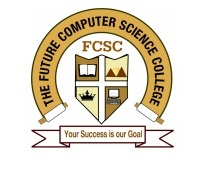 THE FUTURE COMPUTER SCIENCE COLLEGE
FCSC
Your Success is our Goal